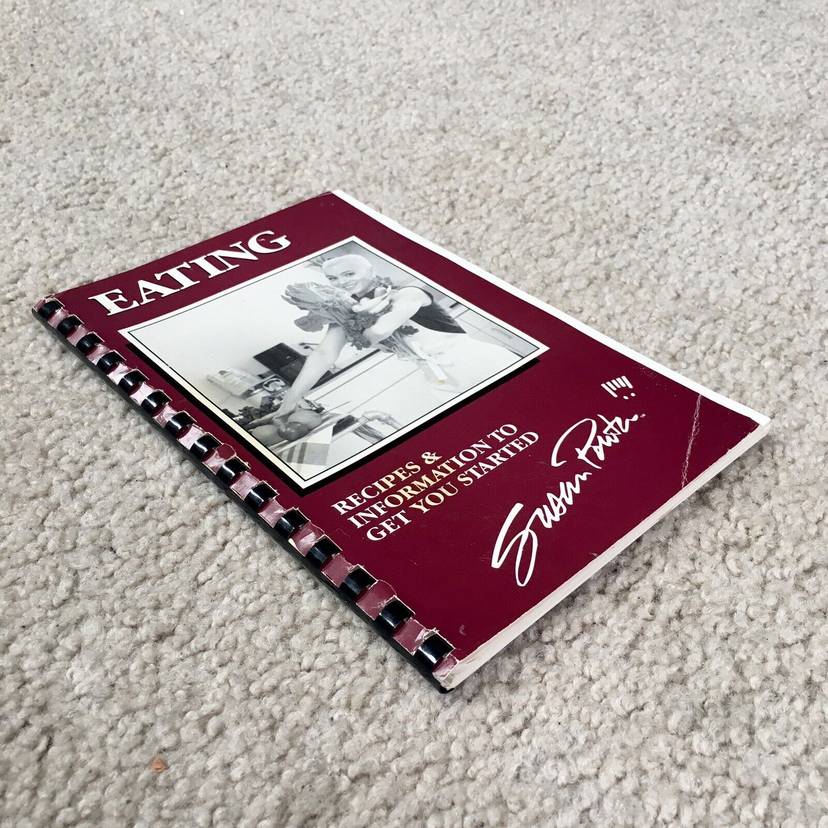 EATING
RECIPES &
INFORMATION TO
GET YOU STARTED
Susan Powter